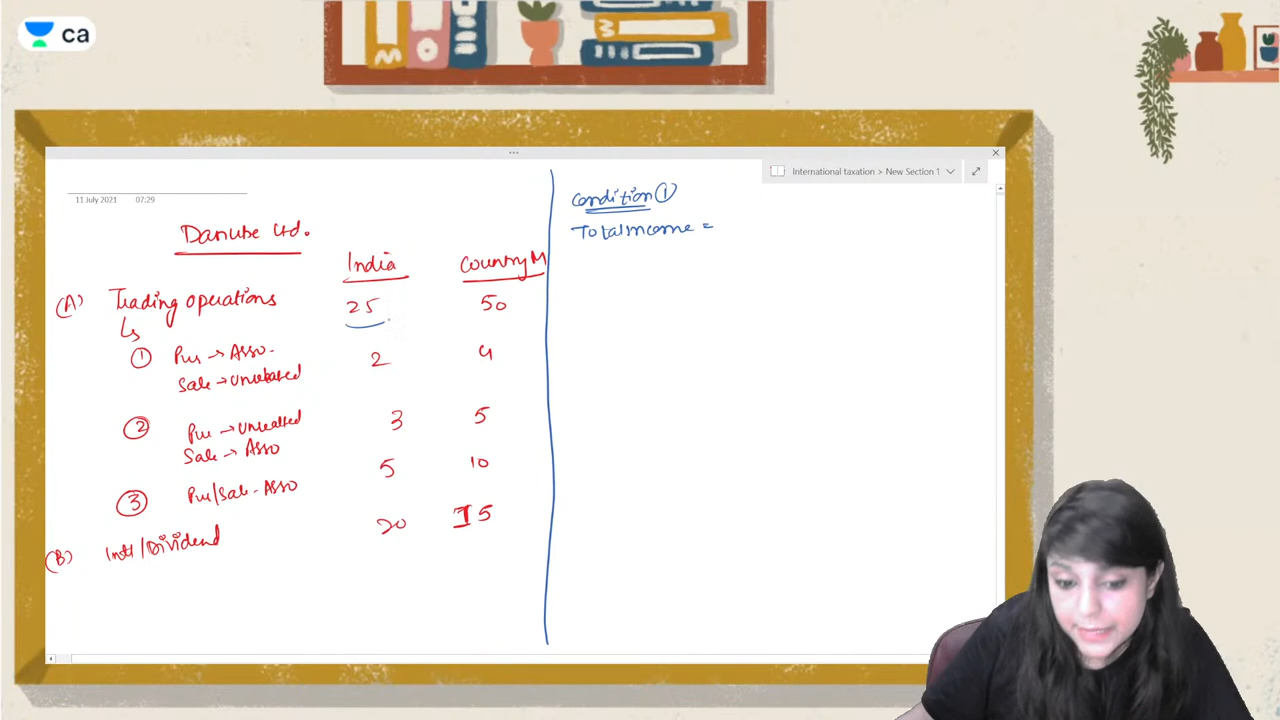 ca
International taxation > New Section 1
11 July 2021 07:29
Danube Ltd.
India Country M
(A) Trading operations 25 50
① Pur → Asso. 2 4
Sale → Unrelated
② Pur → Unrealted 3 5
Sale → Asso
③ Pur/Sale - Asso 5 10
(B) Intt/Dividend 20 15
Condition ①
Total Income =